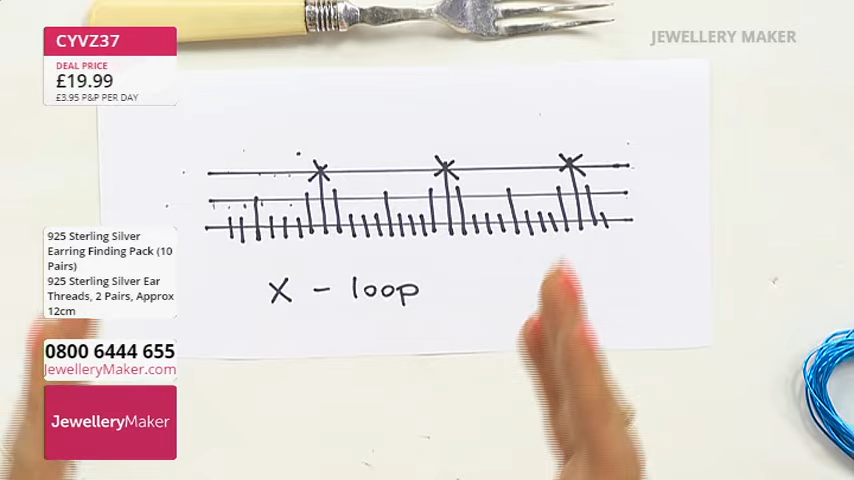 CYVZ37
DEAL PRICE
£19.99
£3.95 P&P PER DAY
JEWELLERY MAKER
X - loop
925 Sterling Silver
Earring Finding Pack (10
Pairs)
925 Sterling Silver Ear
Threads, 2 Pairs, Approx
12cm
0800 6444 655
JewelleryMaker.com
JewelleryMaker